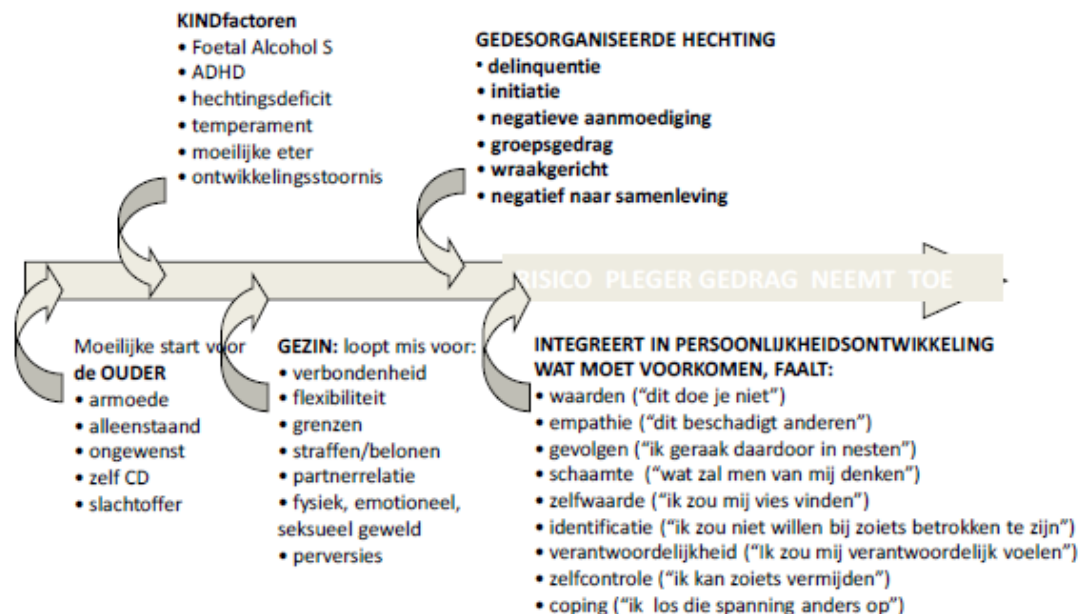 KINDfactoren
• Foetal Alcohol S
• ADHD
• hechtingsdeficit
• temperament
• moeilijke eter
• ontwikkelingsstoornis
GEDESORGANISEERDE HECHTING
• delinquentie
• initiatie
• negatieve aanmoediging
• groepsgedrag
• wraakgericht
• negatief naar samenleving
RISICO PLEGER GEDRAG NEEMT TOE
Moeilijke start voor
de OUDER
• armoede
• alleenstaand
• ongewenst
• zelf CD
• slachtoffer
GEZIN: loopt mis voor:
• verbondenheid
• flexibiliteit
• grenzen
• straffen/belonen
• partnerrelatie
• fysiek, emotioneel,
seksueel geweld
• perversies
INTEGREERT IN PERSOONLIJKHEIDSONTWIKKELING
WAT MOET VOORKOMEN, FAALT:
• waarden (“dit doe je niet”)
• empathie (“dit beschadigt anderen”)
• gevolgen (“ik geraak daardoor in nesten”)
• schaamte (“wat zal men van mij denken”)
• zelfwaarde (“ik zou mij vies vinden”)
• identificatie (“ik zou niet willen bij zoiets betrokken te zijn”)
• verantwoordelijkheid (“Ik zou mij verantwoordelijk voelen”)
• zelfcontrole (“ik kan zoiets vermijden”)
• coping (“ik los die spanning anders op”)